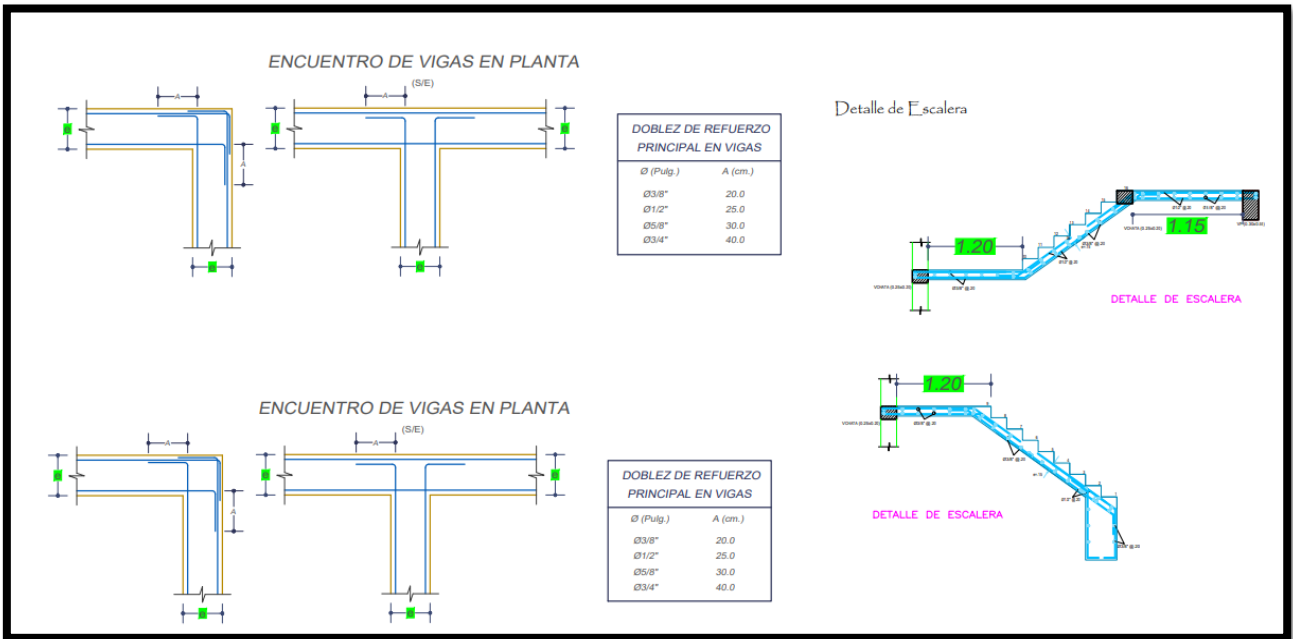 ENCUENTRO DE VIGAS EN PLANTA
(S/E)
A
A
B
B
B
A
B
B
DOBLEZ DE REFUERZO
PRINCIPAL EN VIGAS
Ø (Pulg.) A (cm.)
Ø3/8" 20.0
Ø1/2" 25.0
Ø5/8" 30.0
Ø3/4" 40.0
Detalle de Escalera
1.20
1.15
DETALLE DE ESCALERA
ENCUENTRO DE VIGAS EN PLANTA
(S/E)
A
A
B
B
B
A
B
B
DOBLEZ DE REFUERZO
PRINCIPAL EN VIGAS
Ø (Pulg.) A (cm.)
Ø3/8" 20.0
Ø1/2" 25.0
Ø5/8" 30.0
Ø3/4" 40.0
1.20
DETALLE DE ESCALERA